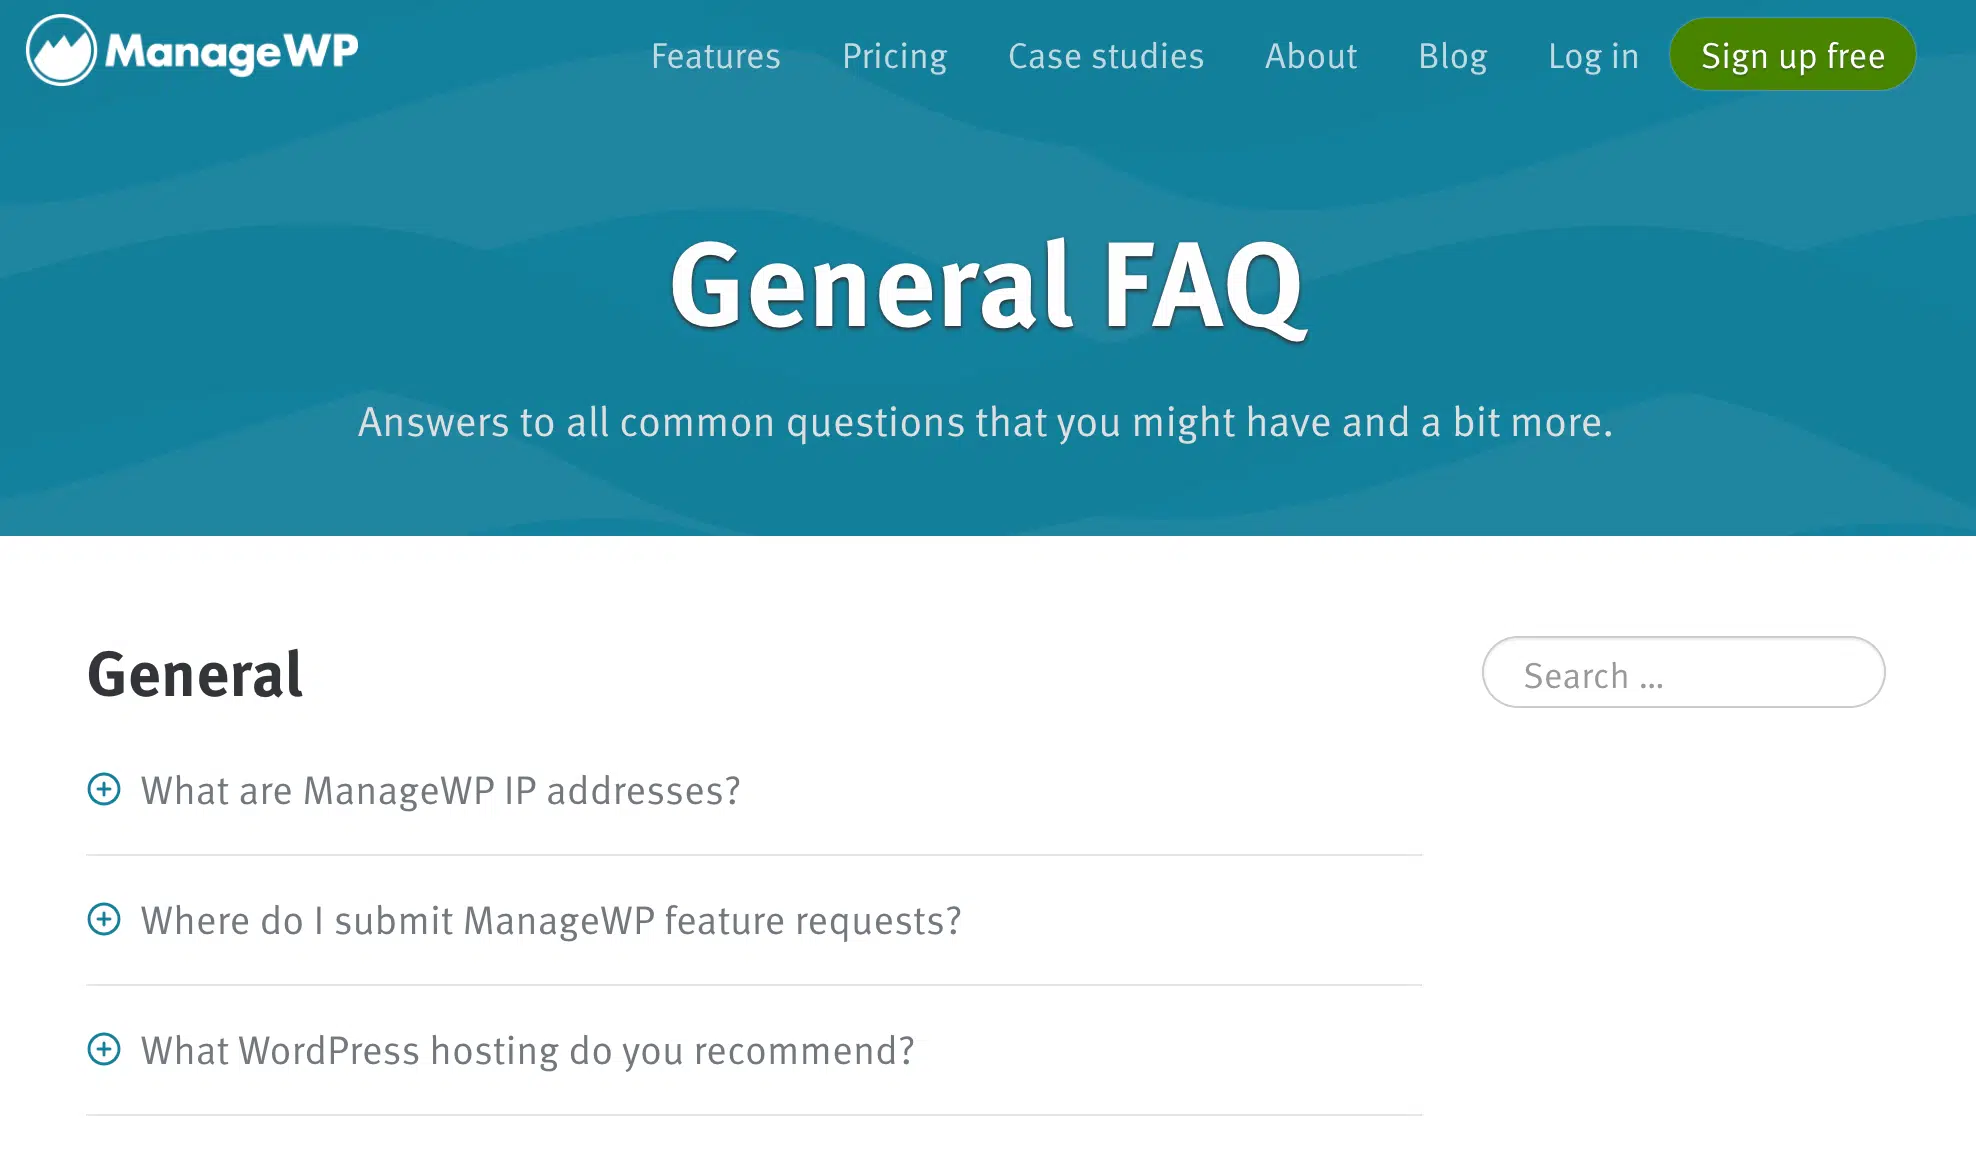 ManageWP
Features Pricing Case studies About Blog Log in Sign up free
General FAQ
Answers to all common questions that you might have and a bit more.
General
Search ...
What are ManageWP IP addresses?
Where do I submit ManageWP feature requests?
What WordPress hosting do you recommend?